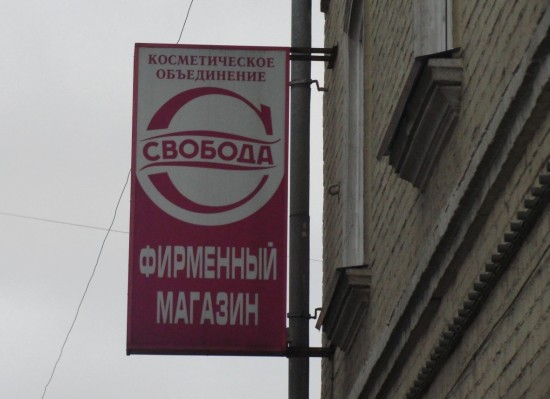 КОСМЕТИЧЕСКОЕ
ОБЪЕДИНЕНИЕ
СВОБОДА
ФИРМЕННЫЙ
МАГАЗИН